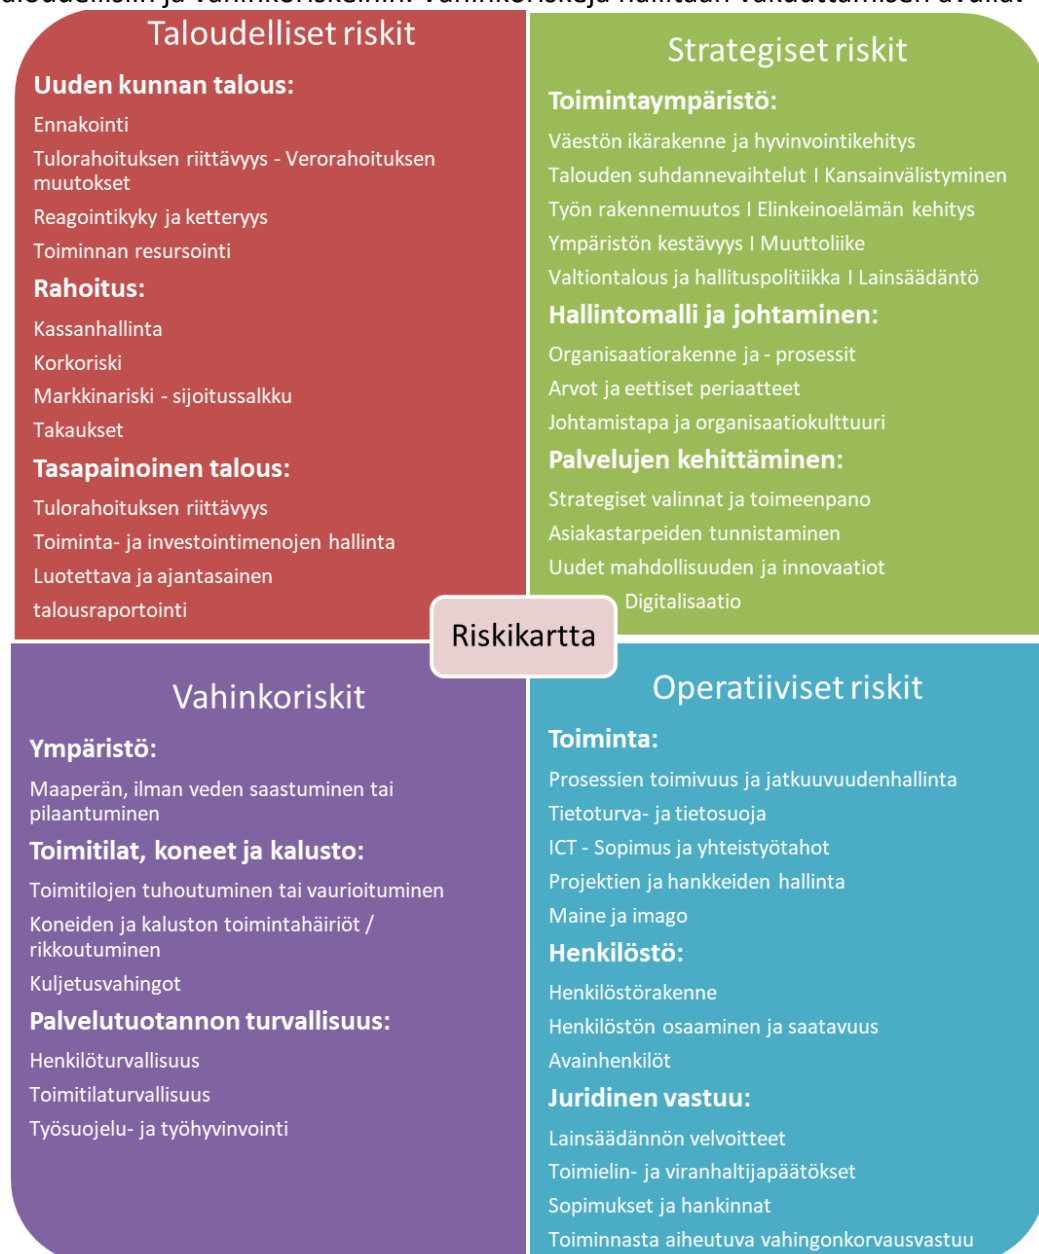 taloudellisiin ja vahinkoriskeihin. Vahinkoriskejä hallitaan vakuuttamisen avulla.
Taloudelliset riskit
Uuden kunnan talous:
Ennakointi
Tulorahoituksen riittävyys - Verorahoituksen
muutokset
Reagointikyky ja ketteryys
Toiminnan resursointi
Rahoitus:
Kassanhallinta
Korkoriski
Markkinariski - sijoitussalkku
Takaukset
Tasapainoinen talous:
Tulorahoituksen riittävyys
Toiminta- ja investointimenojen hallinta
Luotettava ja ajantasainen
talousraportointi
Strategiset riskit
Toimintaympäristö:
Väestön ikärakenne ja hyvinvointikehitys
Talouden suhdannevaihtelut I Kansainvälistyminen
Työn rakennemuutos I Elinkeinoelämän kehitys
Ympäristön kestävyys I Muuttoliike
Valtiontalous ja hallituspolitiikka I Lainsäädäntö
Hallintomalli ja johtaminen:
Organisaatiorakenne ja - prosessit
Arvot ja eettiset periaatteet
Johtamistapa ja organisaatiokulttuuri
Palvelujen kehittäminen:
Strategiset valinnat ja toimeenpano
Asiakastarpeiden tunnistaminen
Uudet mahdollisuuden ja innovaatiot
Digitalisaatio
Riskikartta
Vahinkoriskit
Ympäristö:
Maaperän, ilman veden saastuminen tai
pilaantuminen
Toimitilat, koneet ja kalusto:
Toimitilojen tuhoutuminen tai vaurioituminen
Koneiden ja kaluston toimintahäiriöt /
rikkoutuminen
Kuljetusvahingot
Palvelutuotannon turvallisuus:
Henkilöturvallisuus
Toimitilaturvallisuus
Työsuojelu- ja työhyvinvointi
Operatiiviset riskit
Toiminta:
Prosessien toimivuus ja jatkuvuudenhallinta
Tietoturva- ja tietosuoja
ICT - Sopimus ja yhteistyötahot
Projektien ja hankkeiden hallinta
Maine ja imago
Henkilöstö:
Henkilöstörakenne
Henkilöstön osaaminen ja saatavuus
Avainhenkilöt
Juridinen vastuu:
Lainsäädännön velvoitteet
Toimielin- ja viranhaltijapäätökset
Sopimukset ja hankinnat
Toiminnasta aiheutuva vahingonkorvausvastuu